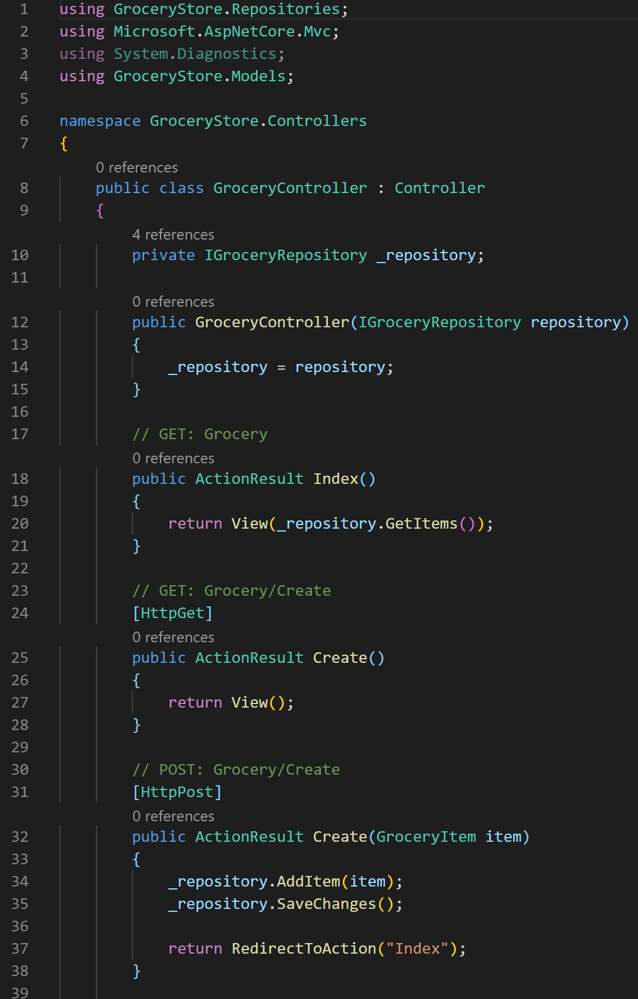 1 using GroceryStore.Repositories;
2 using Microsoft.AspNetCore.Mvc;
3 using System.Diagnostics;
4 using GroceryStore.Models;
5
6 namespace GroceryStore.Controllers
7 {
0 references
8 public class GroceryController : Controller
9 {
4 references
10 private IGroceryRepository _repository;
11
0 references
12 public GroceryController(IGroceryRepository repository)
13 {
14 _repository = repository;
15 }
16
17 // GET: Grocery
0 references
18 public ActionResult Index()
19 {
20 return View(_repository.GetItems());
21 }
22
23 // GET: Grocery/Create
24 [HttpGet]
0 references
25 public ActionResult Create()
26 {
27 return View();
28 }
29
30 // POST: Grocery/Create
31 [HttpPost]
0 references
32 public ActionResult Create(GroceryItem item)
33 {
34 _repository.AddItem(item);
35 _repository.SaveChanges();
36
37 return RedirectToAction("Index");
38 }
39